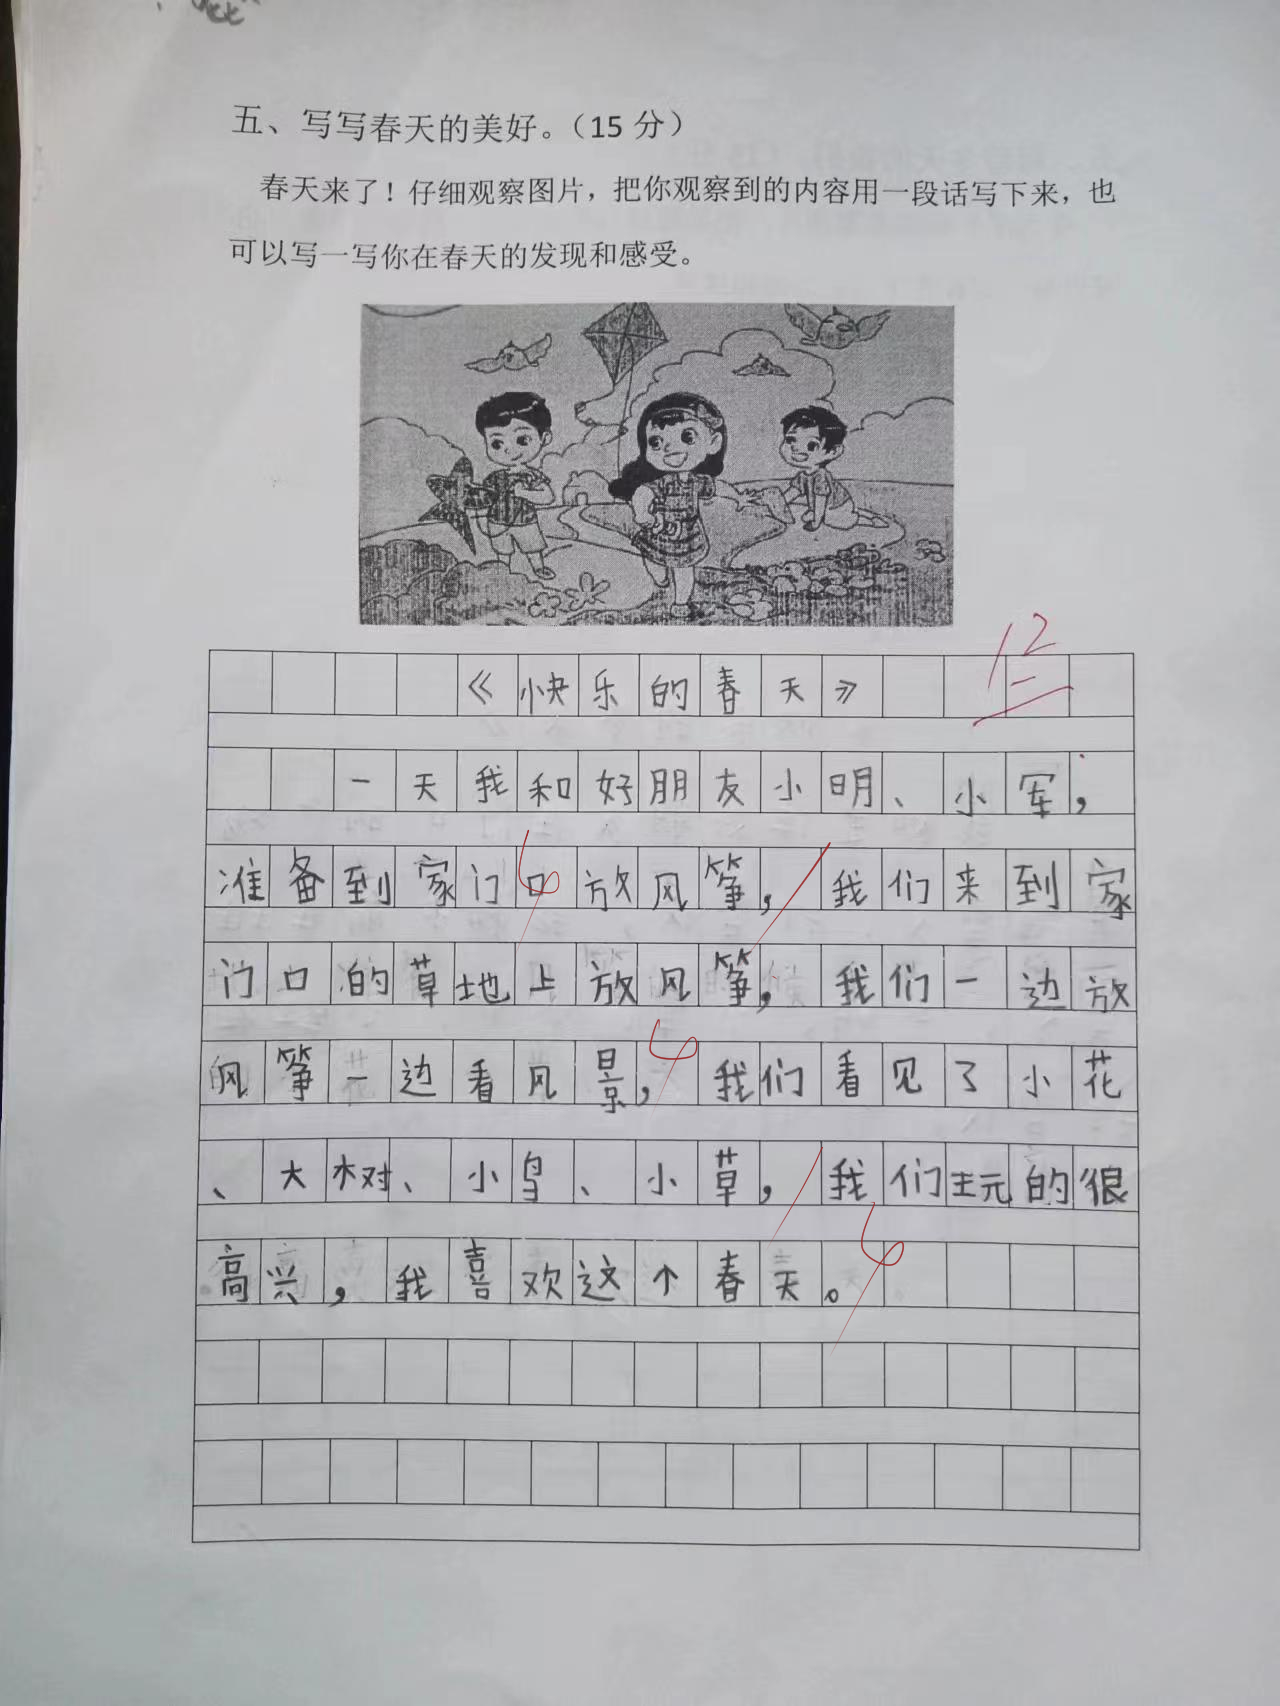 五、写写春天的美好。（15 分）
春天来了！仔细观察图片，把你观察到的内容用一段话写下来，也
可以写一写你在春天的发现和感受。
12
《快乐的春天》
一天我和好朋友小明、小军，
准备到家门口放风筝，我们来到家
门口的草地上放风筝，我们一边放
风筝一边看风景，我们看见了小花
、大树、小鸟、小草，我们玩的很
高兴，我喜欢这个春天。